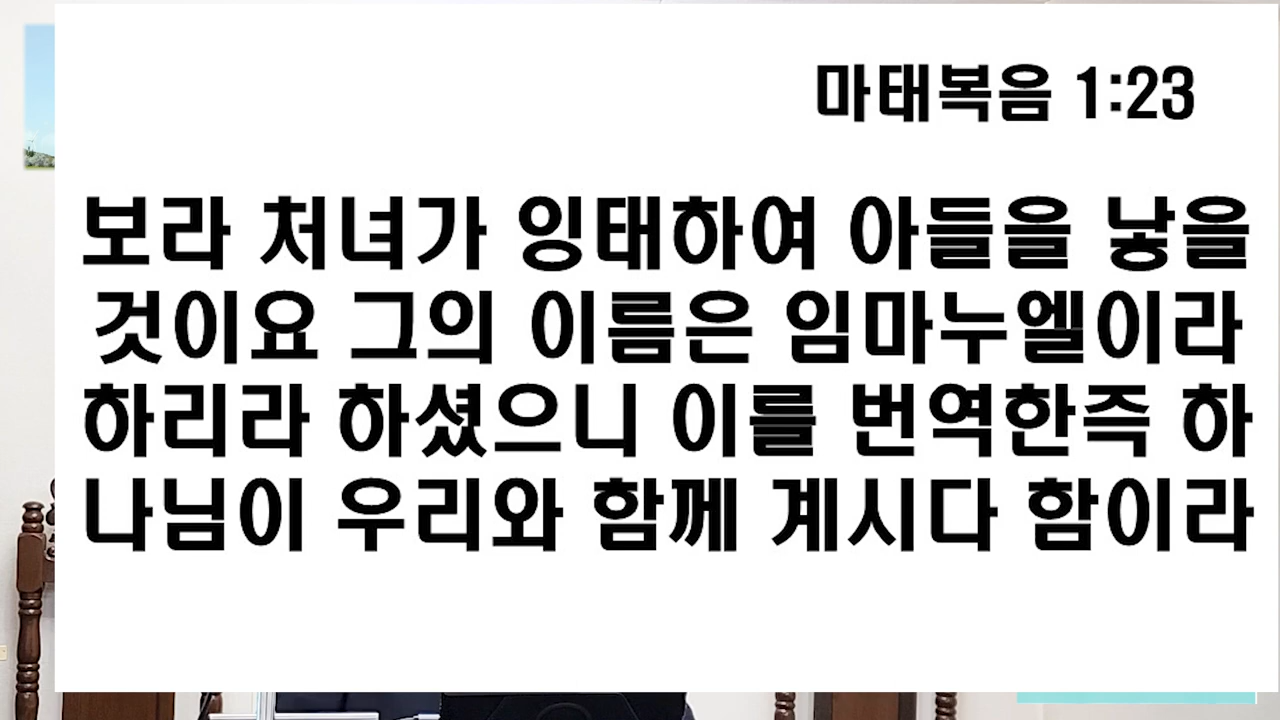 마태복음 1:23
보라 처녀가 잉태하여 아들을 낳을
것이요 그의 이름은 임마누엘이라
하리라 하셨으니 이를 번역한즉 하
나님이 우리와 함께 계시다 함이라